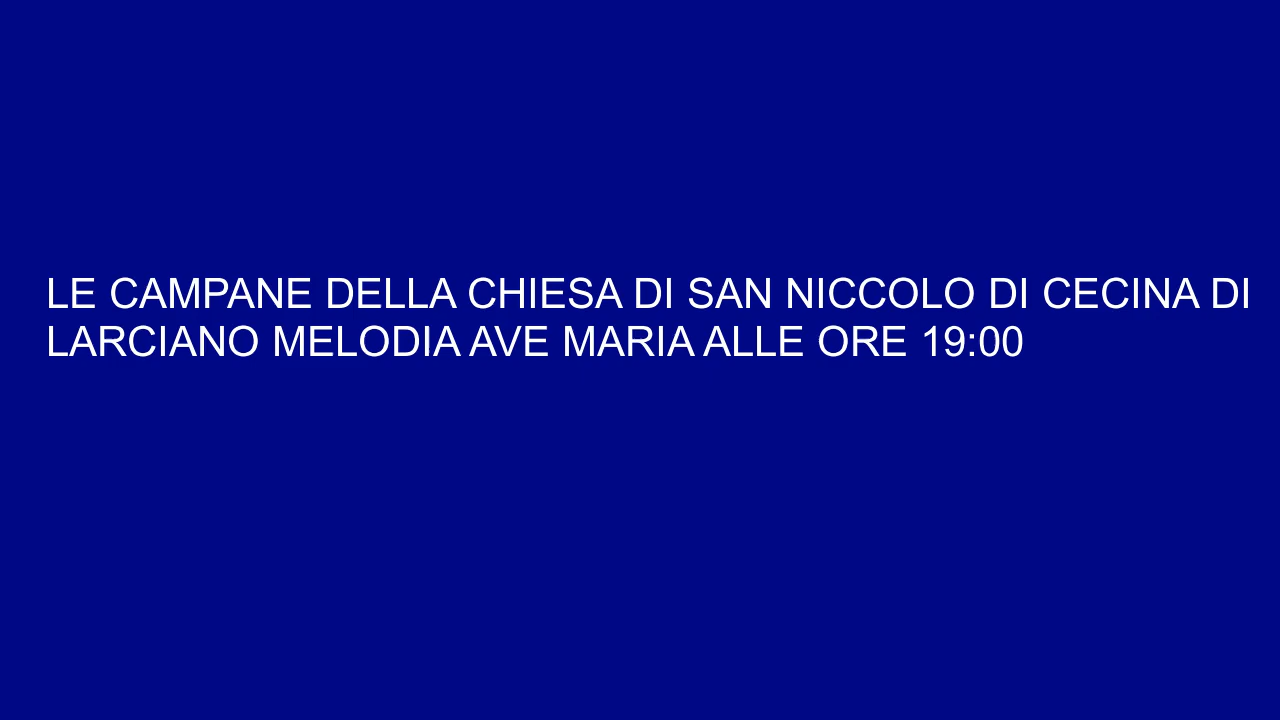 LE CAMPANE DELLA CHIESA DI SAN NICCOLO DI CECINA DI
LARCIANO MELODIA AVE MARIA ALLE ORE 19:00